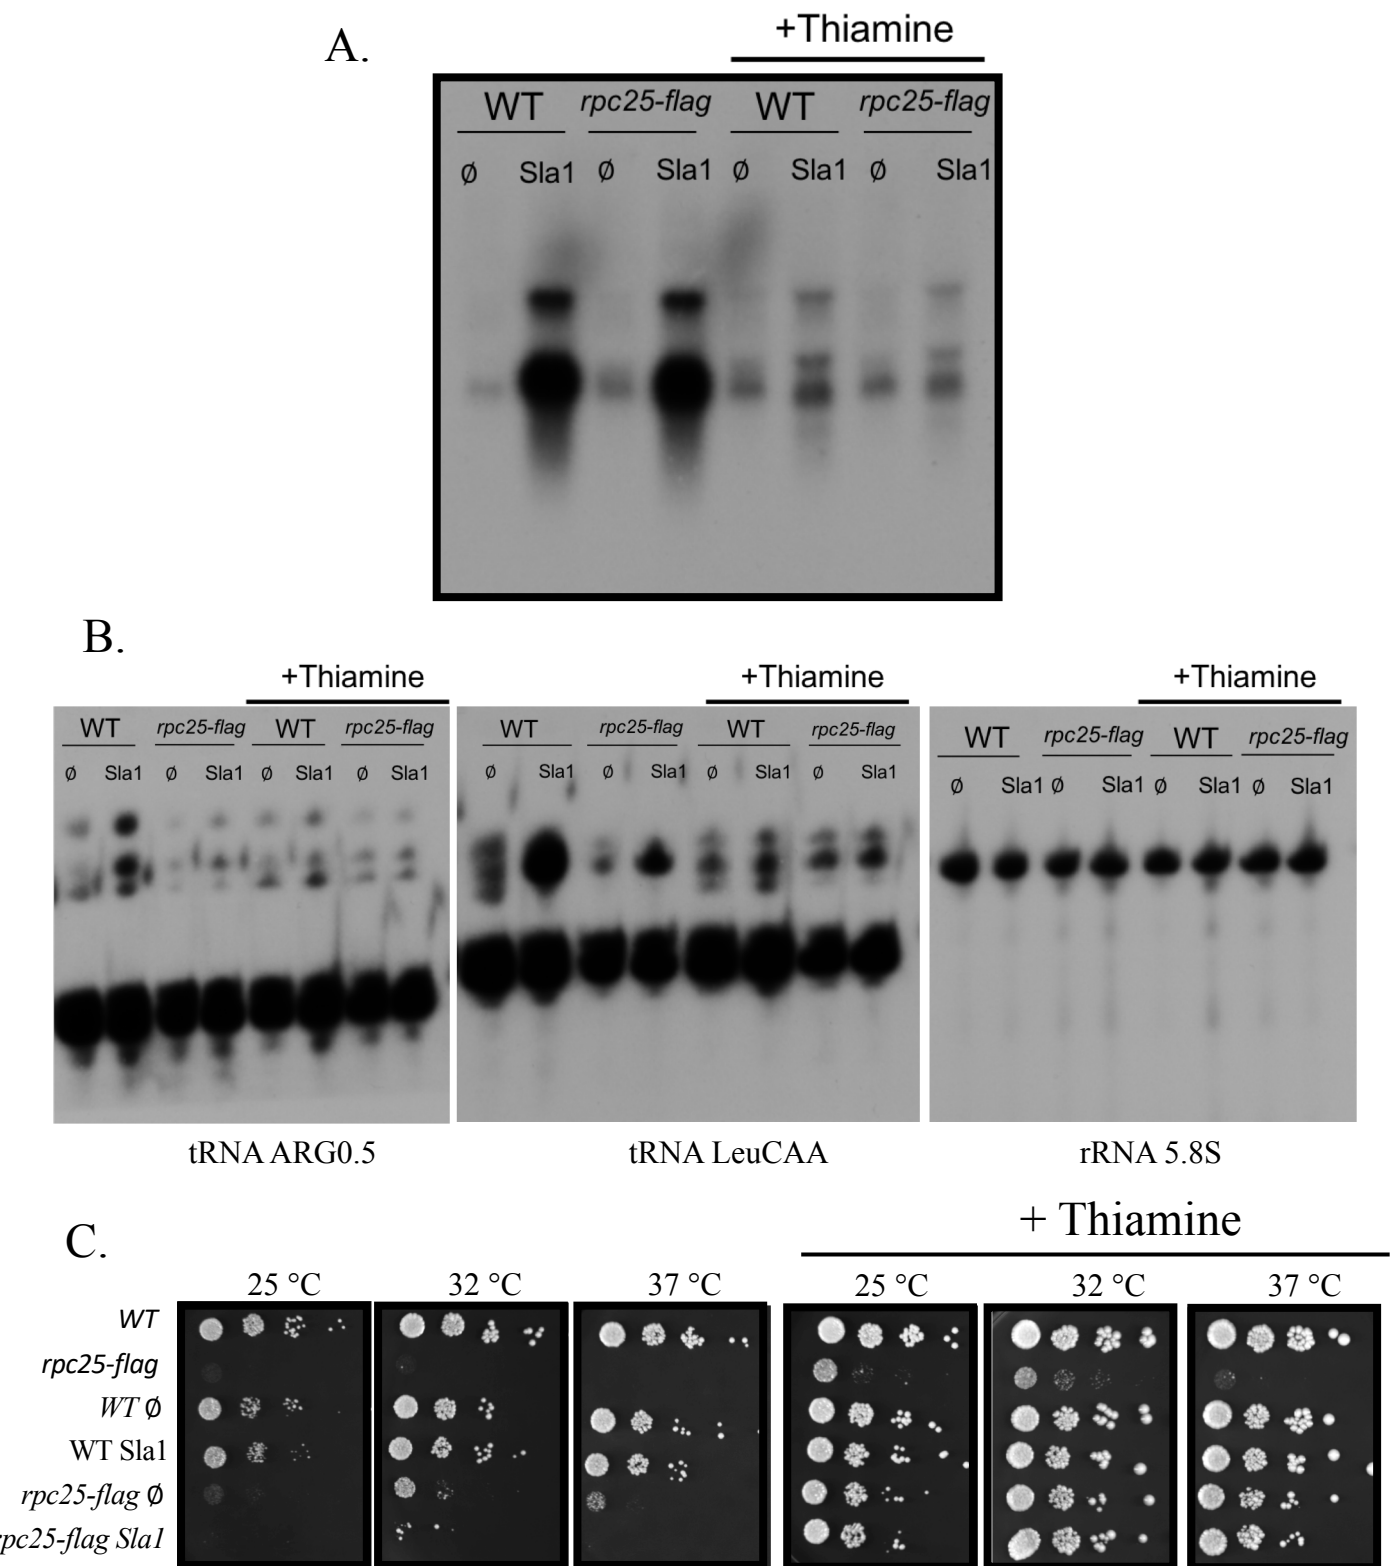 A.
+Thiamine
WT rpc25-flag WT rpc25-flag
Ø Sla1 Ø Sla1 Ø Sla1 Ø Sla1
B.
+Thiamine +Thiamine +Thiamine
WT rpc25-flag WT rpc25-flag WT rpc25-flag WT rpc25-flag WT rpc25-flag WT rpc25-flag
Ø Sla1 Ø Sla1 Ø Sla1 Ø Sla1 Ø Sla1 Ø Sla1 Ø Sla1 Ø Sla1 Ø Sla1 Ø Sla1 Ø Sla1 Ø Sla1
tRNA ARG0.5 tRNA LeuCAA rRNA 5.8S
C.
+ Thiamine
25 °C 32 °C 37 °C 25 °C 32 °C 37 °C
WT
rpc25-flag
WT Ø
WT Sla1
rpc25-flag Ø
rpc25-flag Sla1